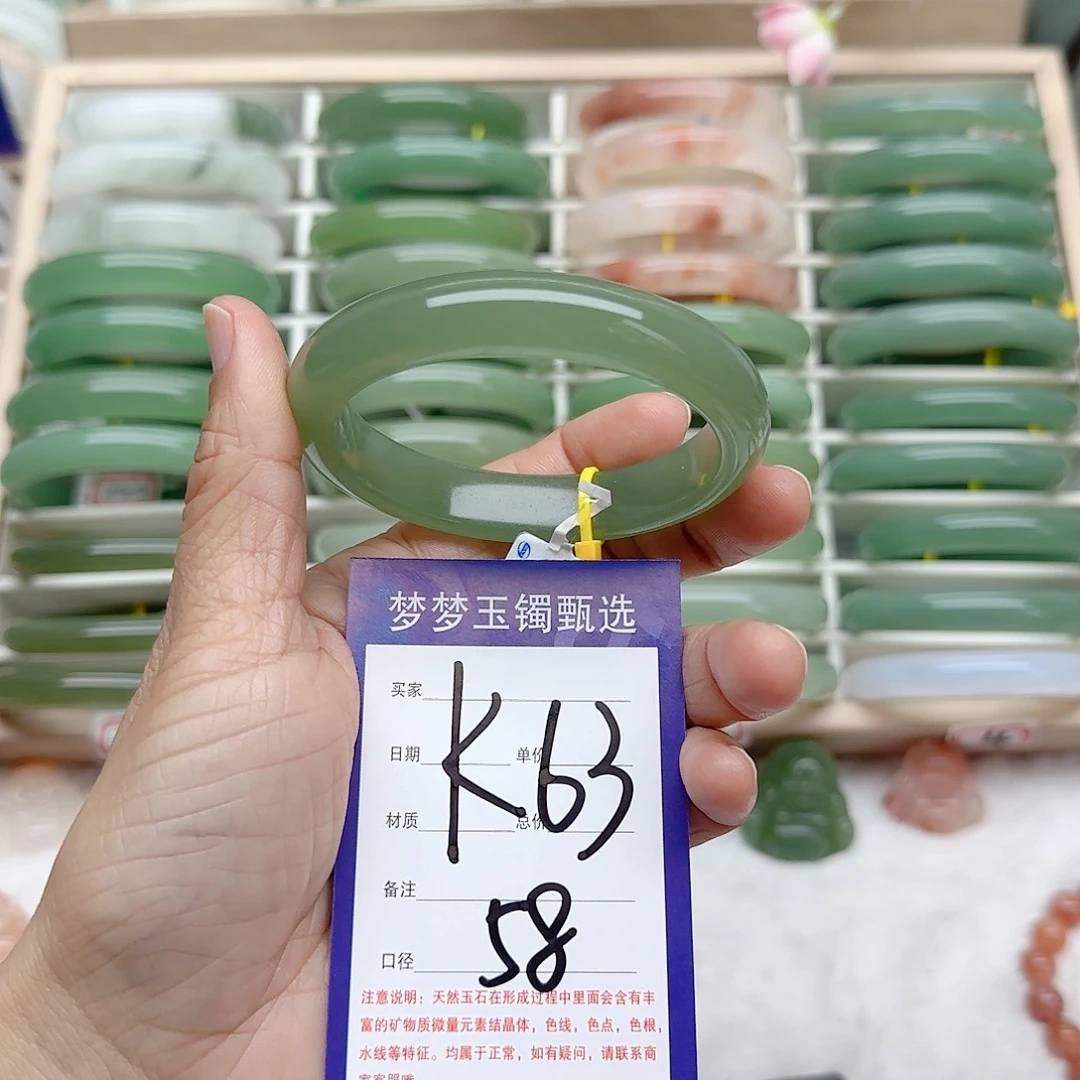 梦梦玉镯甄选
买家
日期 单价
材质 总价
K63
备注
58
口径
注意说明：天然玉石在形成过程中里面会含有丰
富的矿物质微量元素结晶体，色线，色点，色根，
水线等特征。均属于正常，如有疑问，请联系商
家客服哦